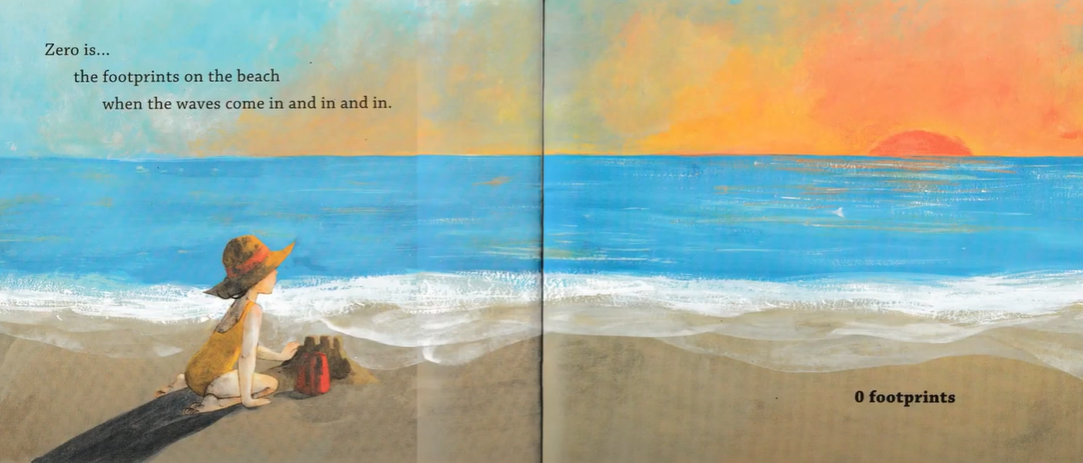 Zero is...
the footprints on the beach
when the waves come in and in and in.
0 footprints